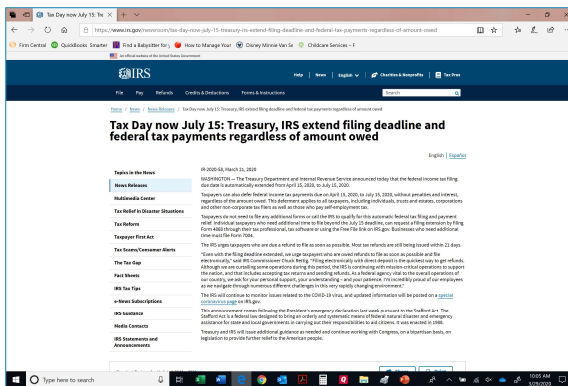 Tax Day now July 15: Tre
https://www.irs.gov/newsroom/tax-day-now-july-15-treasury-irs-extend-filing-deadline-and-federal-tax-payments-regardless-of-amount-owed
Firm Central QuickBooks Smarter Find a Babysitter for How to Manage Your Disney Minnie Van Se Childcare Services – F
An official website of the United States Government
IRS
Help News English Charities & Nonprofits Tax Pros
File Pay Refunds Credits & Deductions Forms & Instructions Search
Home / News / News Releases / Tax Day now July 15: Treasury, IRS extend filing deadline and federal tax payments regardless of amount owed
Tax Day now July 15: Treasury, IRS extend filing deadline and
federal tax payments regardless of amount owed
English | Español
Topics in the News
News Releases
Multimedia Center
Tax Relief in Disaster Situations
Tax Reform
Taxpayer First Act
Tax Scams/Consumer Alerts
The Tax Gap
Fact Sheets
IRS Tax Tips
e-News Subscriptions
IRS Guidance
Media Contacts
IRS Statements and
Announcements
IR-2020-58, March 21, 2020
WASHINGTON — The Treasury Department and Internal Revenue Service announced today that the federal income tax filing
due date is automatically extended from April 15, 2020, to July 15, 2020.
Taxpayers can also defer federal income tax payments due on April 15, 2020, to July 15, 2020, without penalties and interest,
regardless of the amount owed. This deferment applies to all taxpayers, including individuals, trusts and estates, corporations
and other non-corporate tax filers as well as those who pay self-employment tax.
Taxpayers do not need to file any additional forms or call the IRS to qualify for this automatic federal tax filing and payment
relief. Individual taxpayers who need additional time to file beyond the July 15 deadline, can request a filing extension by filing
Form 4868 through their tax professional, tax software or using the Free File link on IRS.gov. Businesses who need additional
time must file Form 7004.
The IRS urges taxpayers who are due a refund to file as soon as possible. Most tax refunds are still being issued within 21 days.
"Even with the filing deadline extended, we urge taxpayers who are owed refunds to file as soon as possible and file
electronically," said IRS Commissioner Chuck Rettig. "Filing electronically with direct deposit is the quickest way to get refunds.
Although we are curtailing some operations during this period, the IRS is continuing with mission-critical operations to support
the nation, and that includes accepting tax returns and sending refunds. As a federal agency vital to the overall operations of
our country, we ask for your personal support, your understanding – and your patience. I'm incredibly proud of our employees
as we navigate through numerous different challenges in this very rapidly changing environment."
The IRS will continue to monitor issues related to the COVID-19 virus, and updated information will be posted on a special
coronavirus page on IRS.gov.
This announcement comes following the President's emergency declaration last week pursuant to the Stafford Act. The
Stafford Act is a federal law designed to bring an orderly and systematic means of federal natural disaster and emergency
assistance for state and local governments in carrying out their responsibilities to aid citizens. It was enacted in 1988.
Treasury and IRS will issue additional guidance as needed and continue working with Congress, on a bipartisan basis, on
legislation to provide further relief to the American people.
Type here to search
10:05 AM
3/29/2020